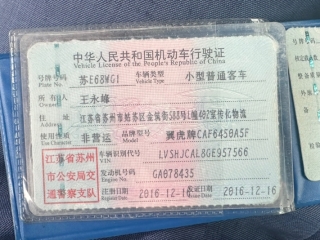 中华人民共和国机动车行驶证
Vehicle License of the People's Republic of China
号牌号码 苏E68WG1 车辆类型 小型普通客车
Plate No. Vehicle Type
所有人 王永峰
Owner
住址 江苏省苏州市姑苏区金筑街588号1幢402室传化物流
Address
使用性质 非营运 品牌型号 翼虎牌CAF6450A5F
Use Character Model
江苏省苏州
市公安局交
通警察支队
车辆识别代号 LVSHJCAL8GE957566
VIN
发动机号码 GA078435
Engine No.
注册日期 2016-12-1 发证日期 2016-12-16
Register Date Issue Date